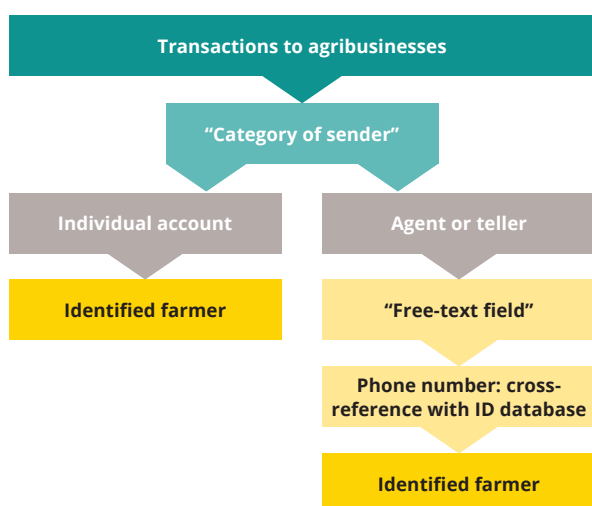 Transactions to agribusinesses
“Category of sender”
Individual account
Agent or teller
Identified farmer
“Free-text field”
Phone number: cross-
reference with ID database
Identified farmer